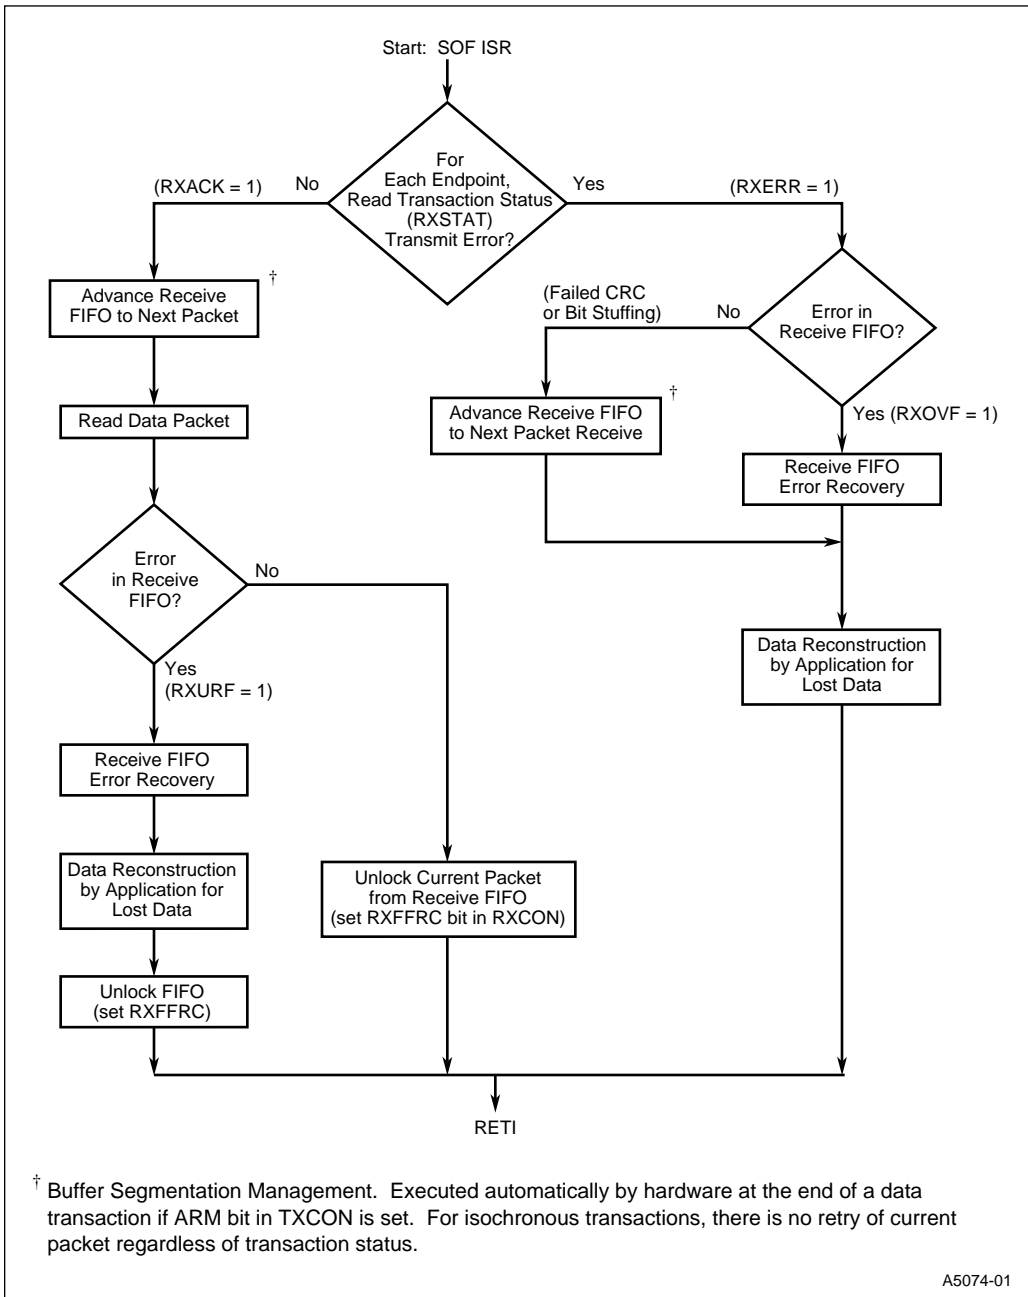 Start: SOF ISR
For
Each Endpoint,
Read Transaction Status
(RXSTAT)
Transmit Error?
(RXACK = 1) No
Yes (RXERR = 1)
†
Advance Receive
FIFO to Next Packet
Read Data Packet
Error
in Receive
FIFO?
No
Yes
(RXURF = 1)
Receive FIFO
Error Recovery
Data Reconstruction
by Application for
Lost Data
Unlock FIFO
(set RXFFRC)
Unlock Current Packet
from Receive FIFO
(set RXFFRC bit in RXCON)
Error in
Receive FIFO?
(Failed CRC
or Bit Stuffing) No
†
Advance Receive FIFO
to Next Packet Receive
Yes (RXOVF = 1)
Receive FIFO
Error Recovery
Data Reconstruction
by Application for
Lost Data
RETI
† Buffer Segmentation Management. Executed automatically by hardware at the end of a data
transaction if ARM bit in TXCON is set. For isochronous transactions, there is no retry of current
packet regardless of transaction status.
A5074-01